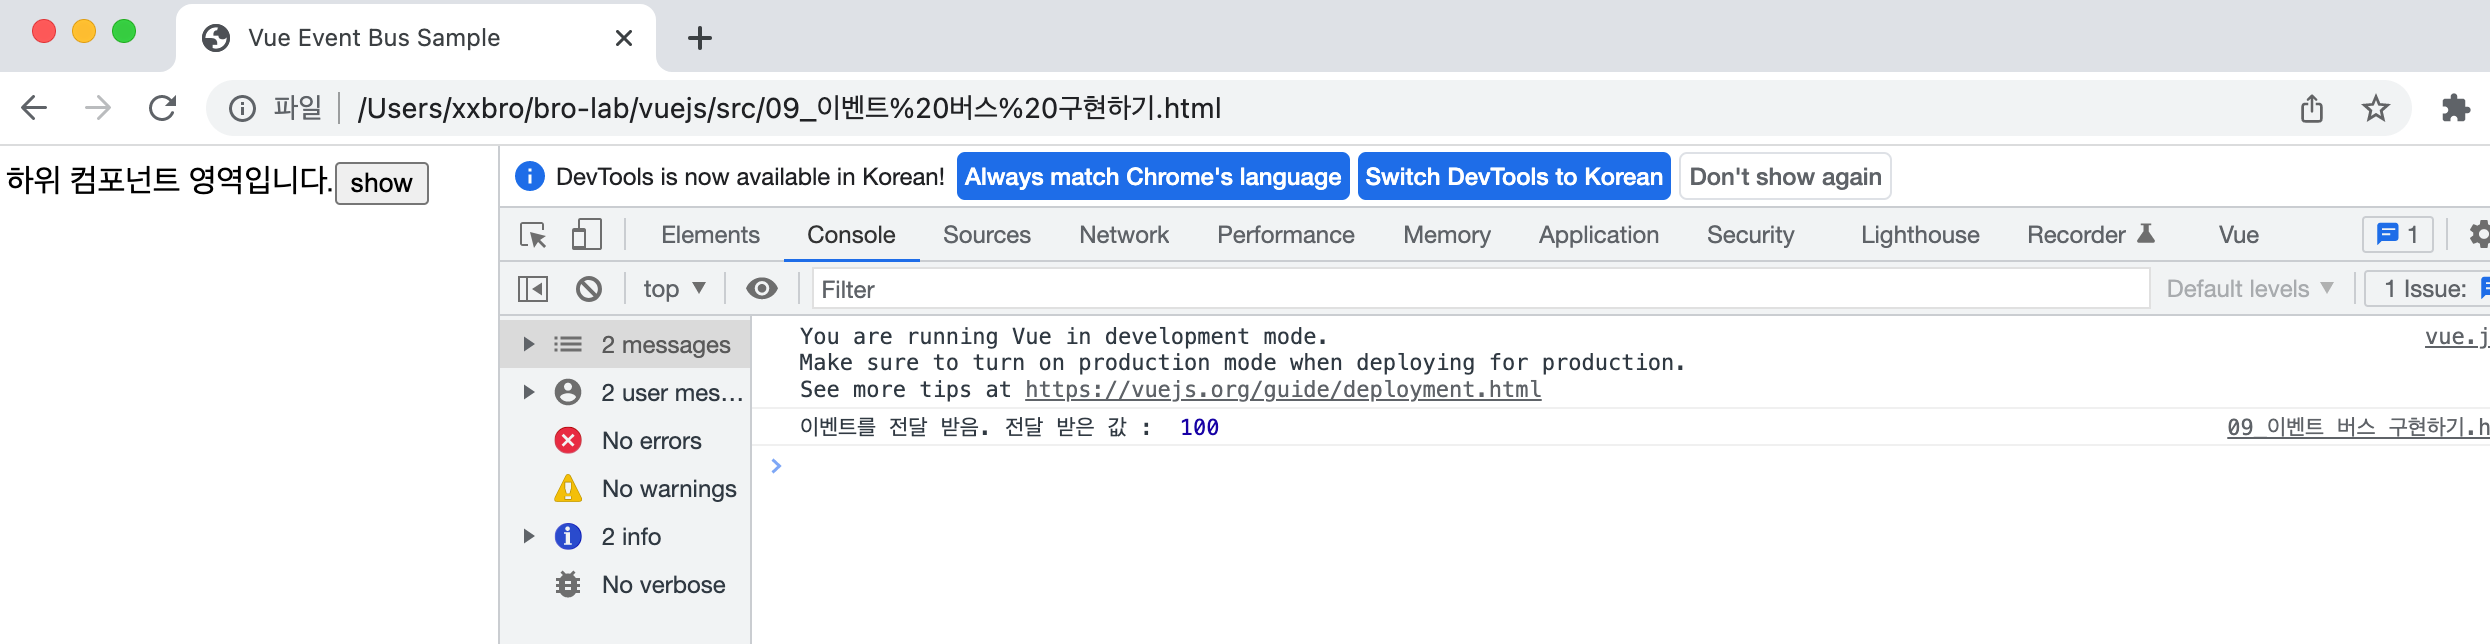 Vue Event Bus Sample
파일 | /Users/xxbro/bro-lab/vuejs/src/09_이벤트%20버스%20구현하기.html
하위 컴포넌트 영역입니다. show
DevTools is now available in Korean! Always match Chrome's language Switch DevTools to Korean Don't show again
Elements Console Sources Network Performance Memory Application Security Lighthouse Recorder Vue 1
top Filter Default levels 1 Issue:
2 messages
2 user mes...
No errors
No warnings
2 info
No verbose
You are running Vue in development mode. vue.j
Make sure to turn on production mode when deploying for production.
See more tips at https://vuejs.org/guide/deployment.html
이벤트를 전달 받음. 전달 받은 값 : 100 09_이벤트 버스 구현하기.h